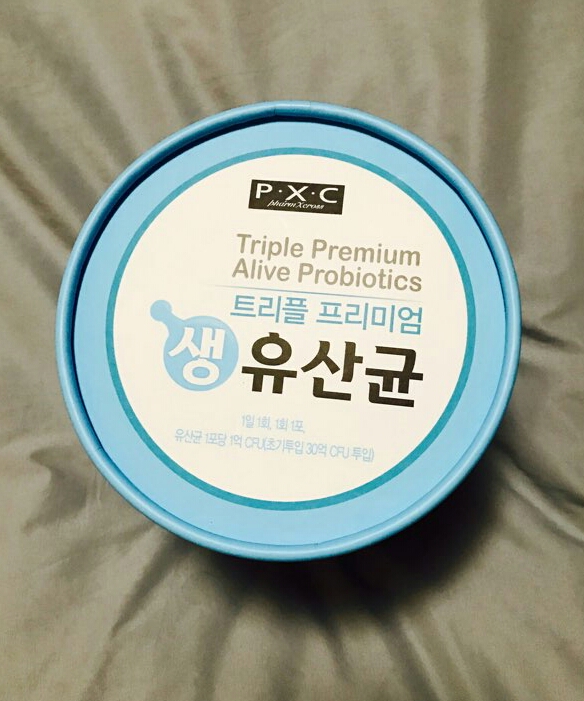 P·X·C
pharmXcross
Triple Premium
Alive Probiotics
트리플 프리미엄
생유산균
1일 1회, 1회 1포,
유산균 1포당 1억 CFU(초기투입 30억 CFU 투입)